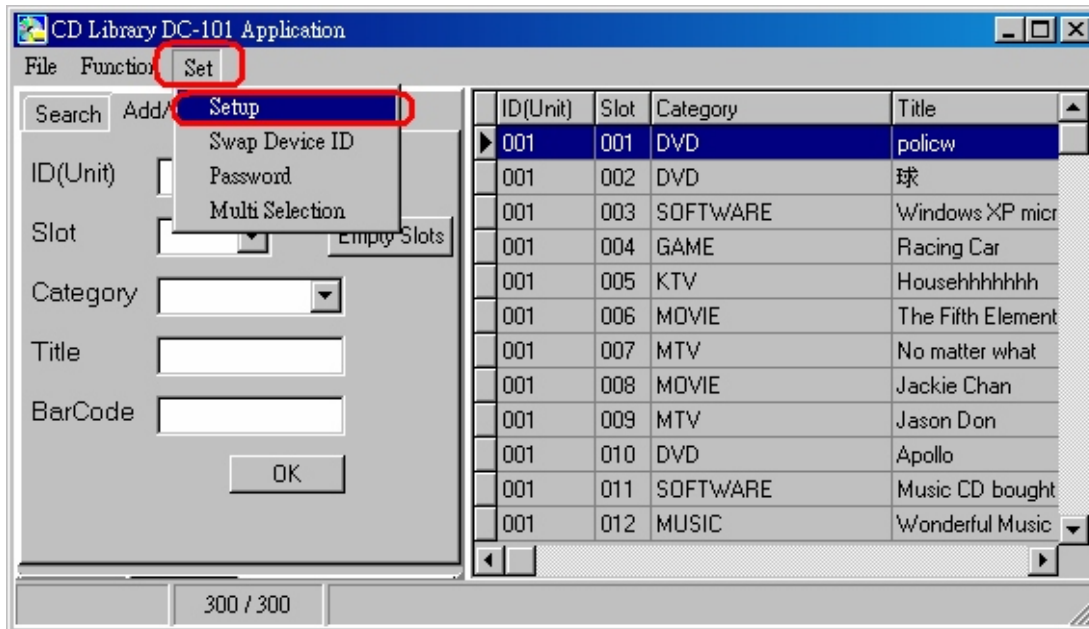 CD Library DC-101 Application
File Function Set
Search Add/
Setup
Swap Device ID
Password
Multi Selection
ID(Unit)
Slot
Empty Slots
Category
Title
BarCode
OK
ID(Unit) Slot Category Title
001 001 DVD policw
001 002 DVD 球
001 003 SOFTWARE Windows XP micr
001 004 GAME Racing Car
001 005 KTV Househhhhhhh
001 006 MOVIE The Fifth Element
001 007 MTV No matter what
001 008 MOVIE Jackie Chan
001 009 MTV Jason Don
001 010 DVD Apollo
001 011 SOFTWARE Music CD bought
001 012 MUSIC Wonderful Music
300 / 300